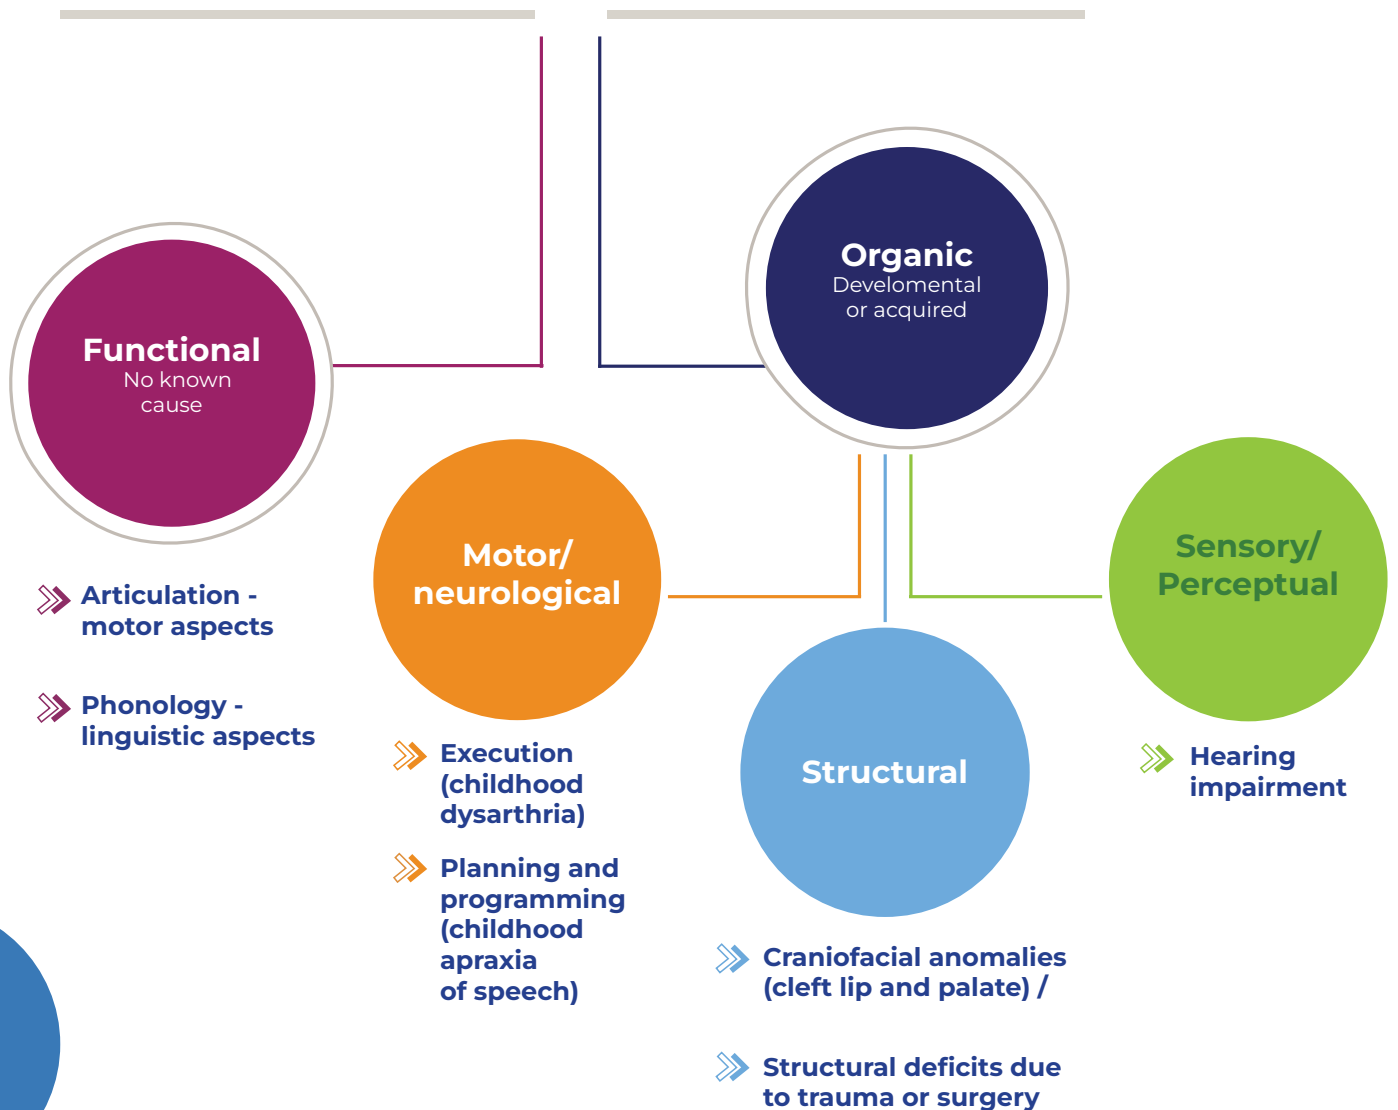 Functional
No known
cause
Articulation -
motor aspects
Phonology -
linguistic aspects
Organic
Develomental
or acquired
Motor/
neurological
Execution
(childhood
dysarthria)
Planning and
programming
(childhood
apraxia
of speech)
Structural
Craniofacial anomalies
(cleft lip and palate) /
Structural deficits due
to trauma or surgery
Sensory/
Perceptual
Hearing
impairment